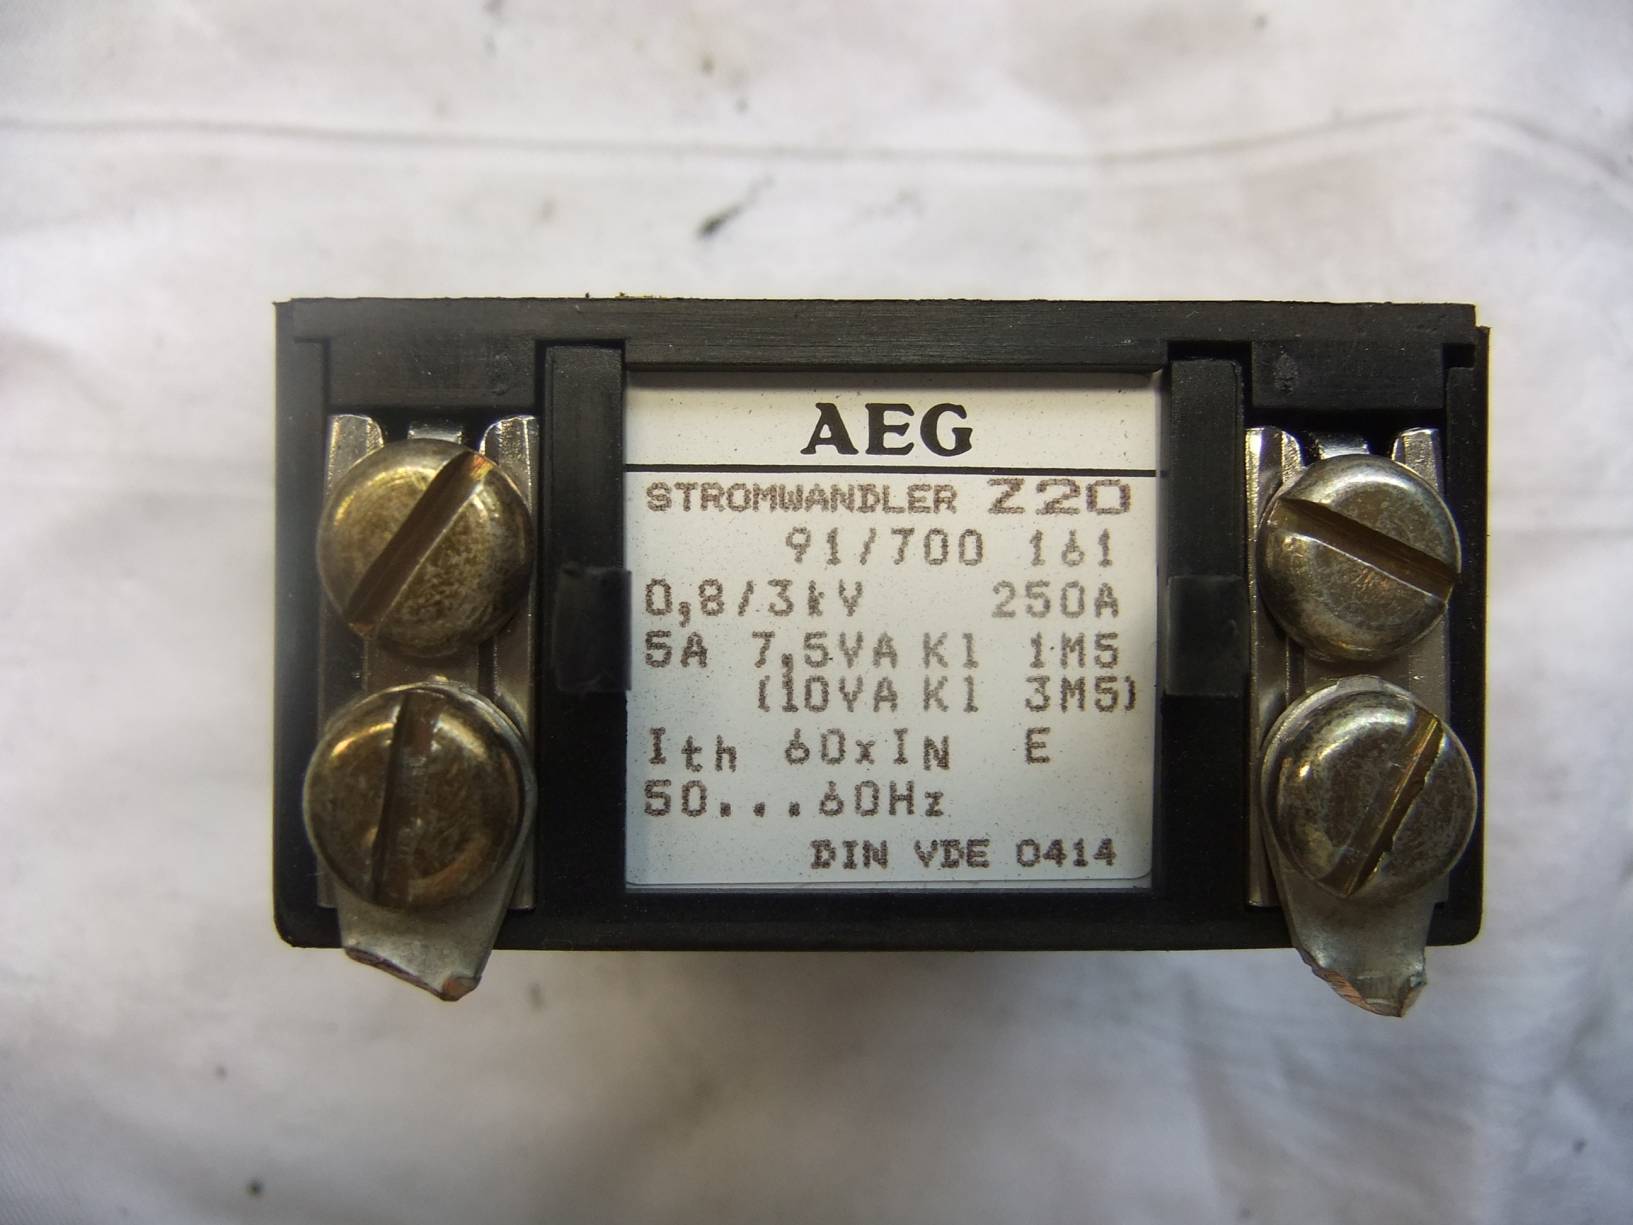 AEG
STROMWANDLER Z20
91/700 161
0,8/3kV 250A
5A 7,5VA Kl 1M5
(10VA Kl 3M5)
Ith 60xIN E
50...60Hz
DIN VDE 0414